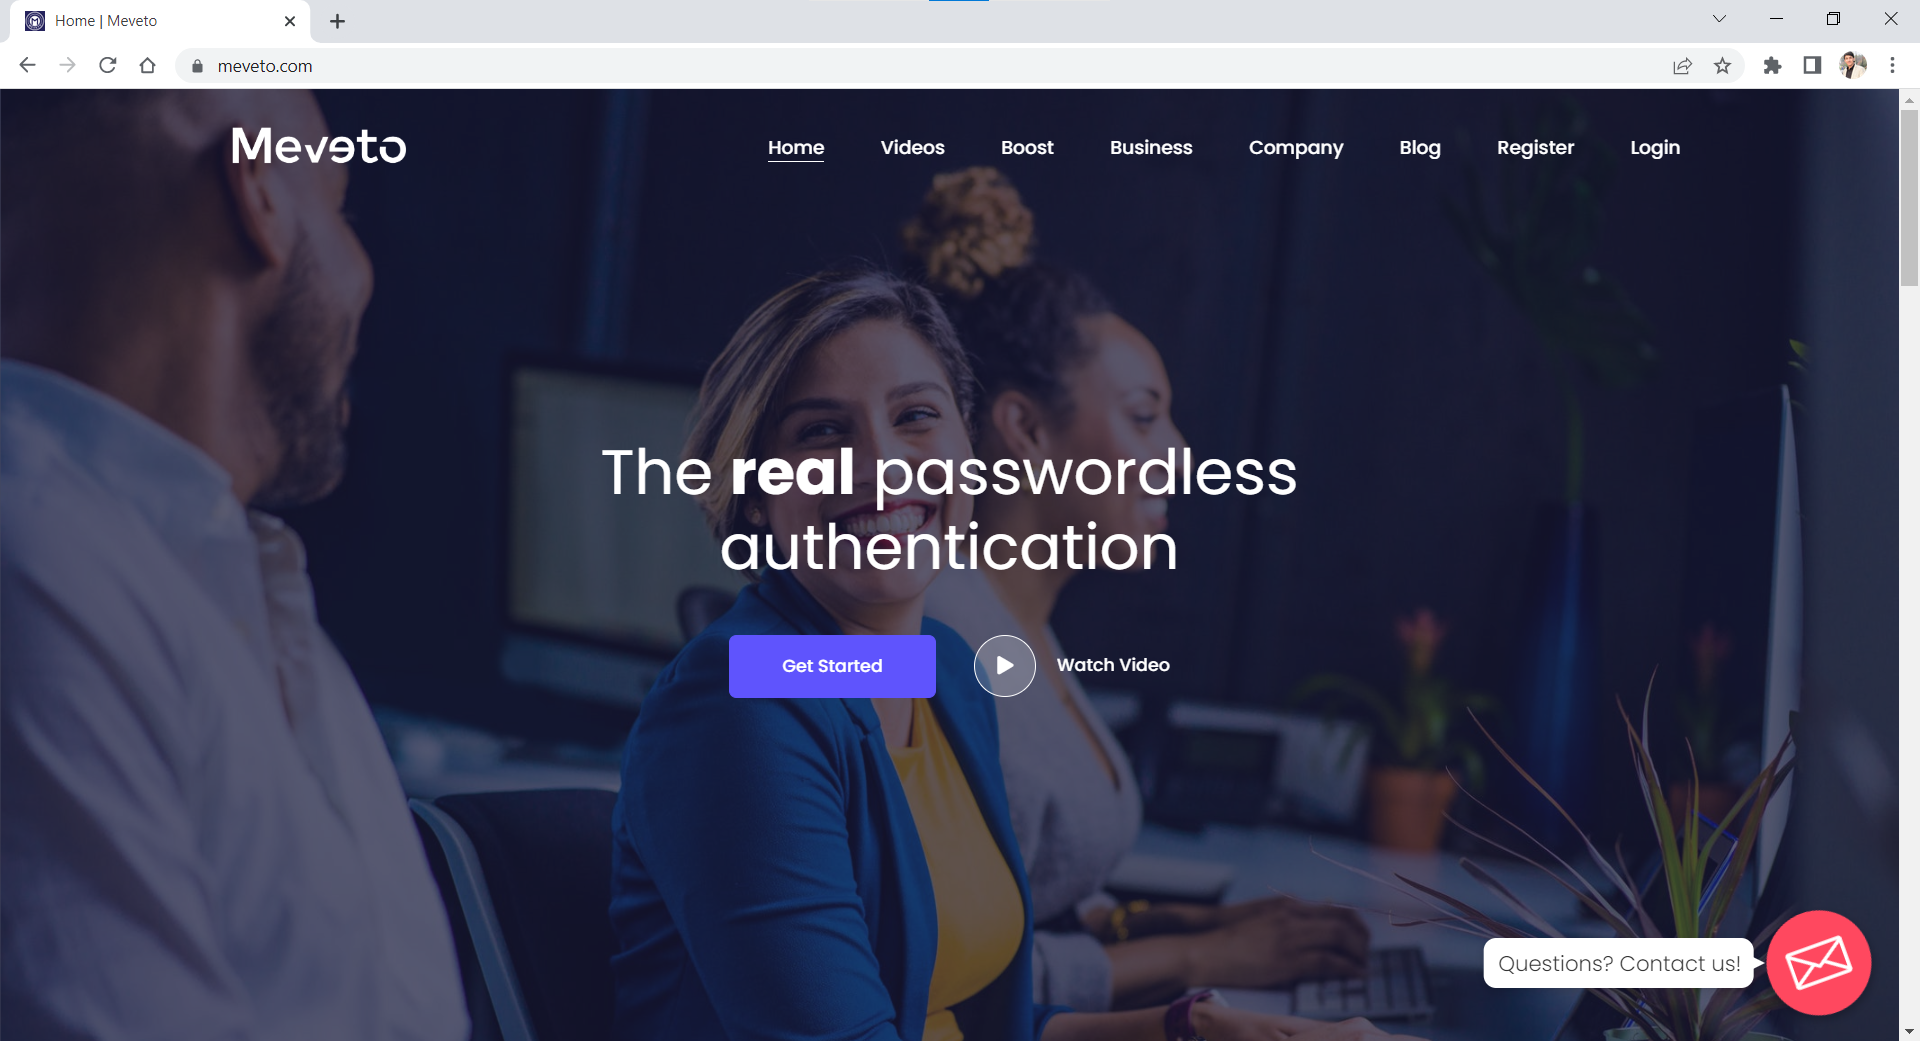 Home | Meveto
meveto.com
Meveto
Home
Videos
Boost
Business
Company
Blog
Register
Login
The real passwordless
authentication
Get Started
Watch Video
Questions? Contact us!